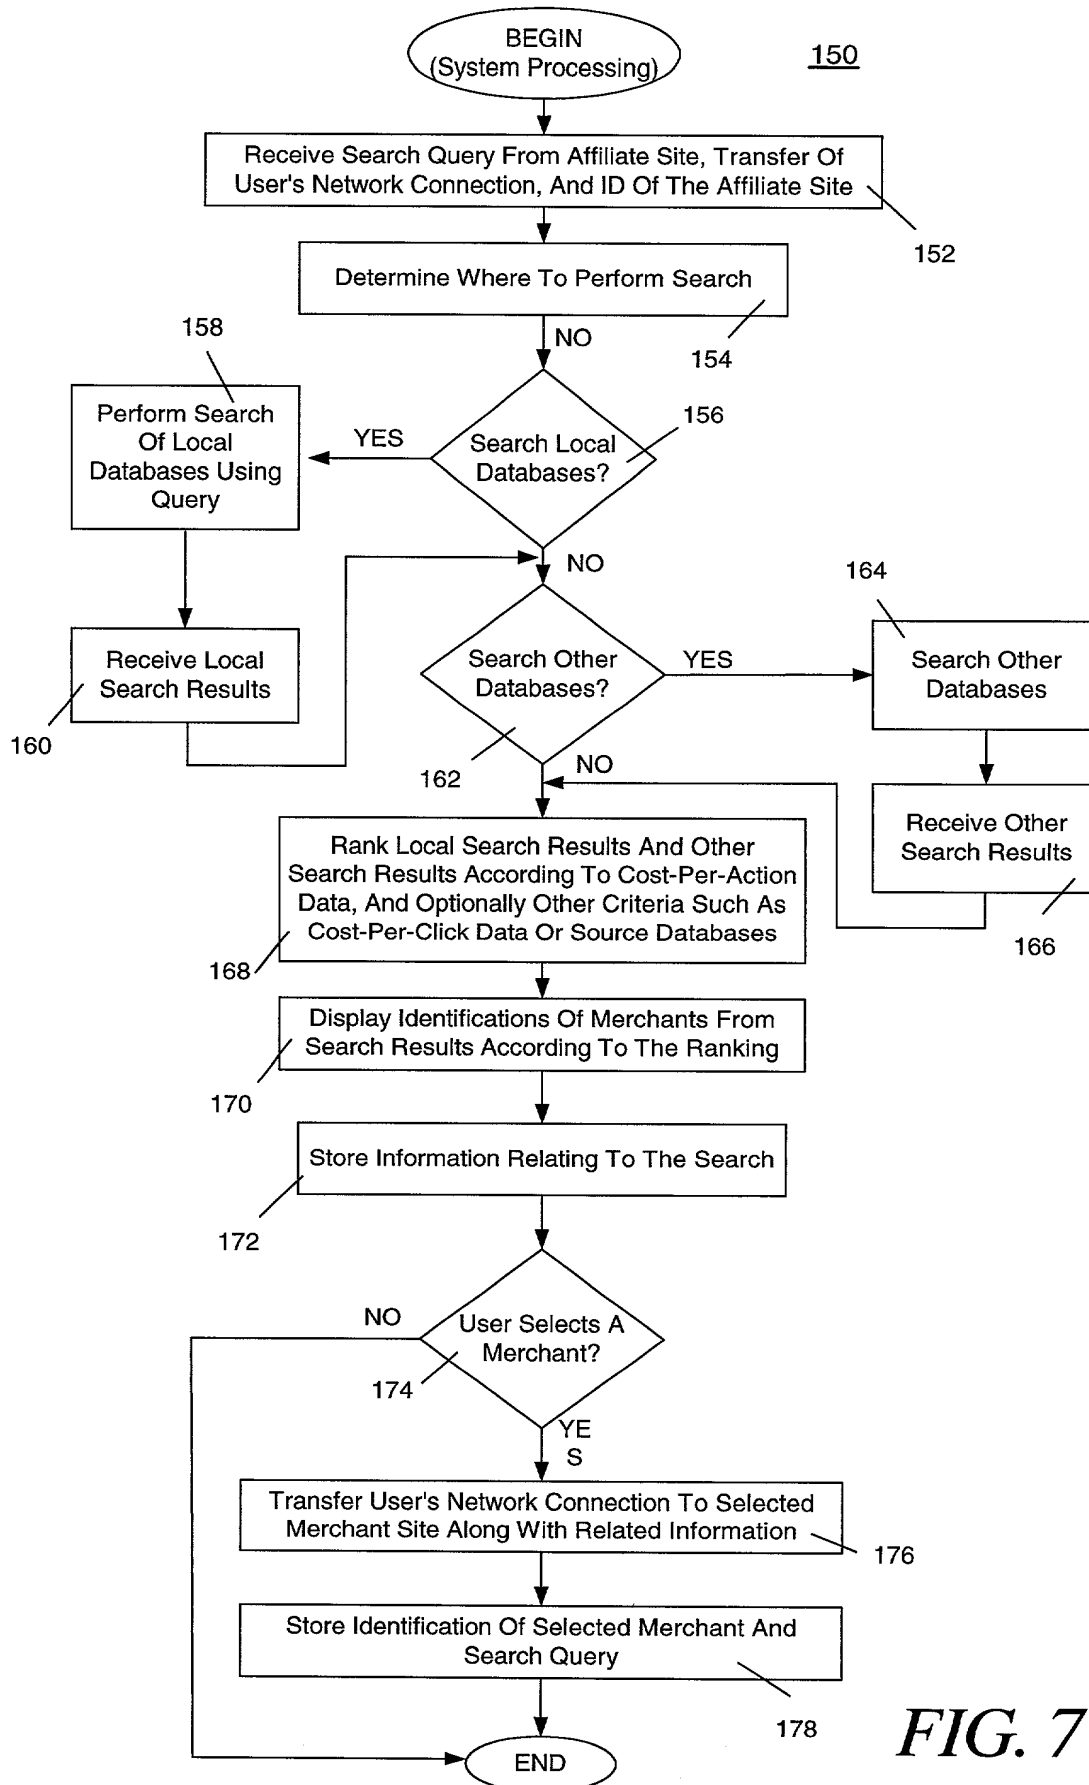 BEGIN
(System Processing)
150
Receive Search Query From Affiliate Site, Transfer Of
User's Network Connection, And ID Of The Affiliate Site
152
Determine Where To Perform Search
154
NO
158
Perform Search
Of Local
Databases Using
Query
YES
Search Local
Databases?
156
NO
164
Receive Local
Search Results
160
Search Other
Databases?
YES
162
Search Other
Databases
NO
Receive Other
Search Results
166
Rank Local Search Results And Other
Search Results According To Cost-Per-Action
Data, And Optionally Other Criteria Such As
Cost-Per-Click Data Or Source Databases
168
Display Identifications Of Merchants From
Search Results According To The Ranking
170
Store Information Relating To The Search
172
NO
User Selects A
Merchant?
174
YE
S
Transfer User's Network Connection To Selected
Merchant Site Along With Related Information
176
Store Identification Of Selected Merchant And
Search Query
178
END
FIG. 7